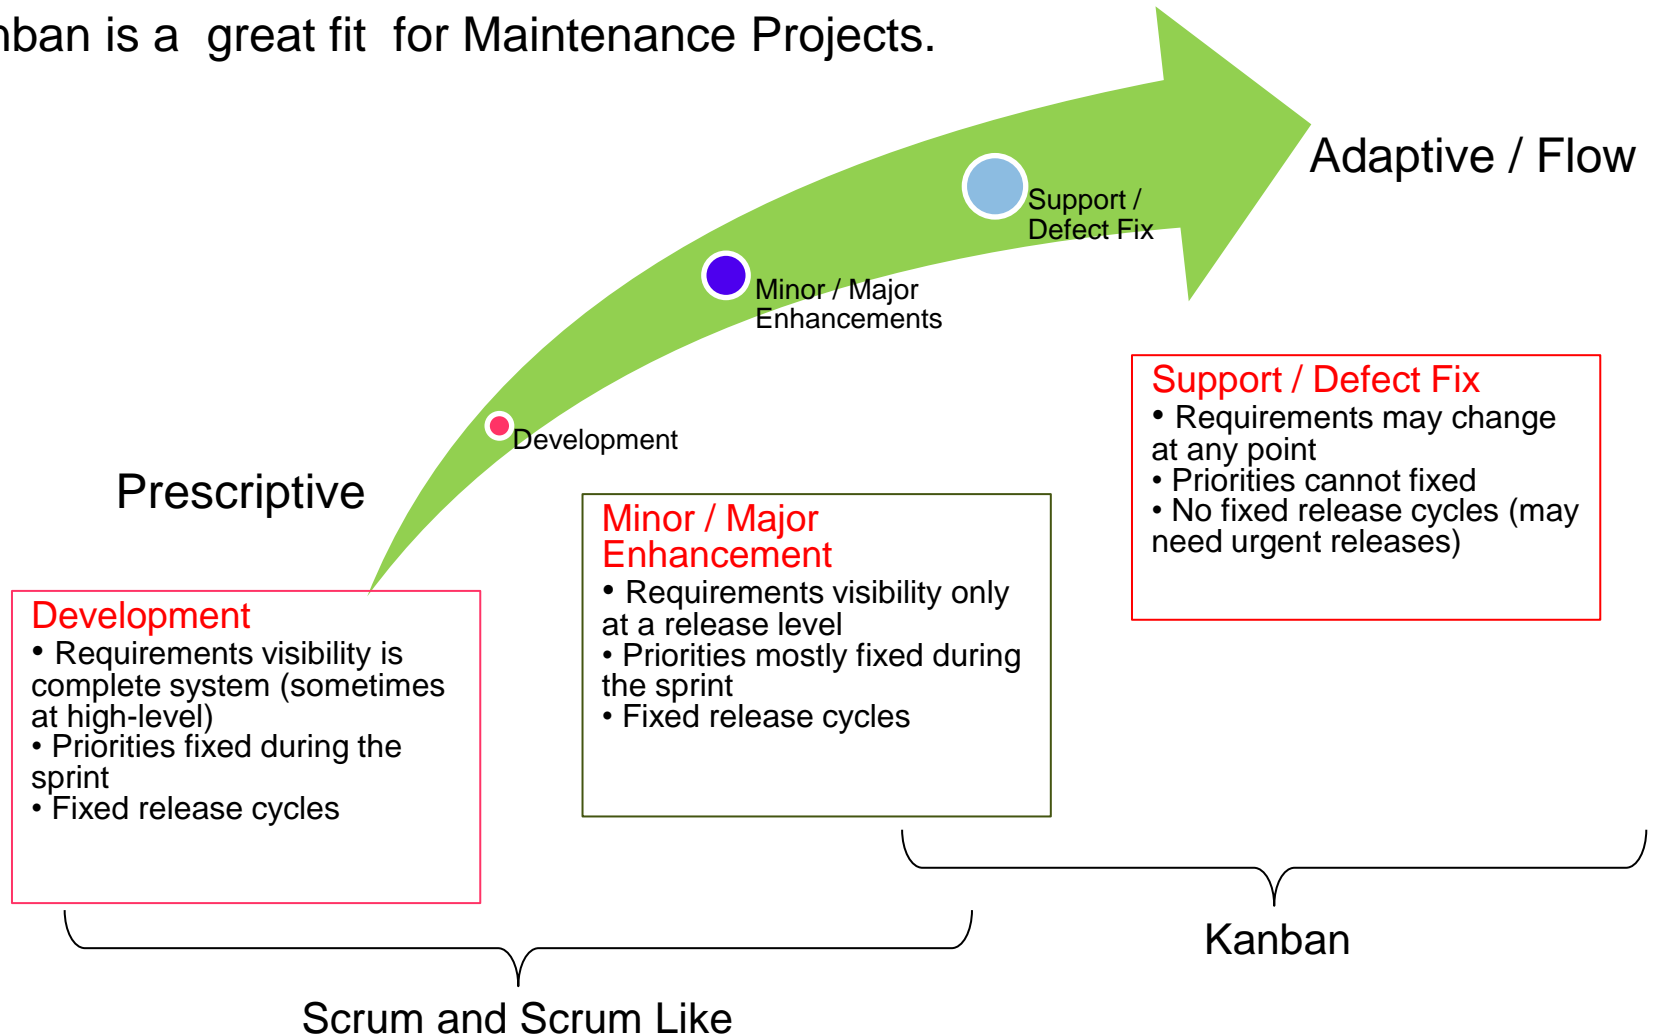 nban is a  great fit  for Maintenance Projects.
Adaptive / Flow
Support /
Defect Fix
Minor / Major
Enhancements
Development
Prescriptive
Support / Defect Fix
• Requirements may change
at any point
• Priorities cannot fixed
• No fixed release cycles (may
need urgent releases)
Minor / Major
Enhancement
• Requirements visibility only
at a release level
• Priorities mostly fixed during
the sprint
• Fixed release cycles
Development
• Requirements visibility is
complete system (sometimes
at high-level)
• Priorities fixed during the
sprint
• Fixed release cycles
Kanban
Scrum and Scrum Like